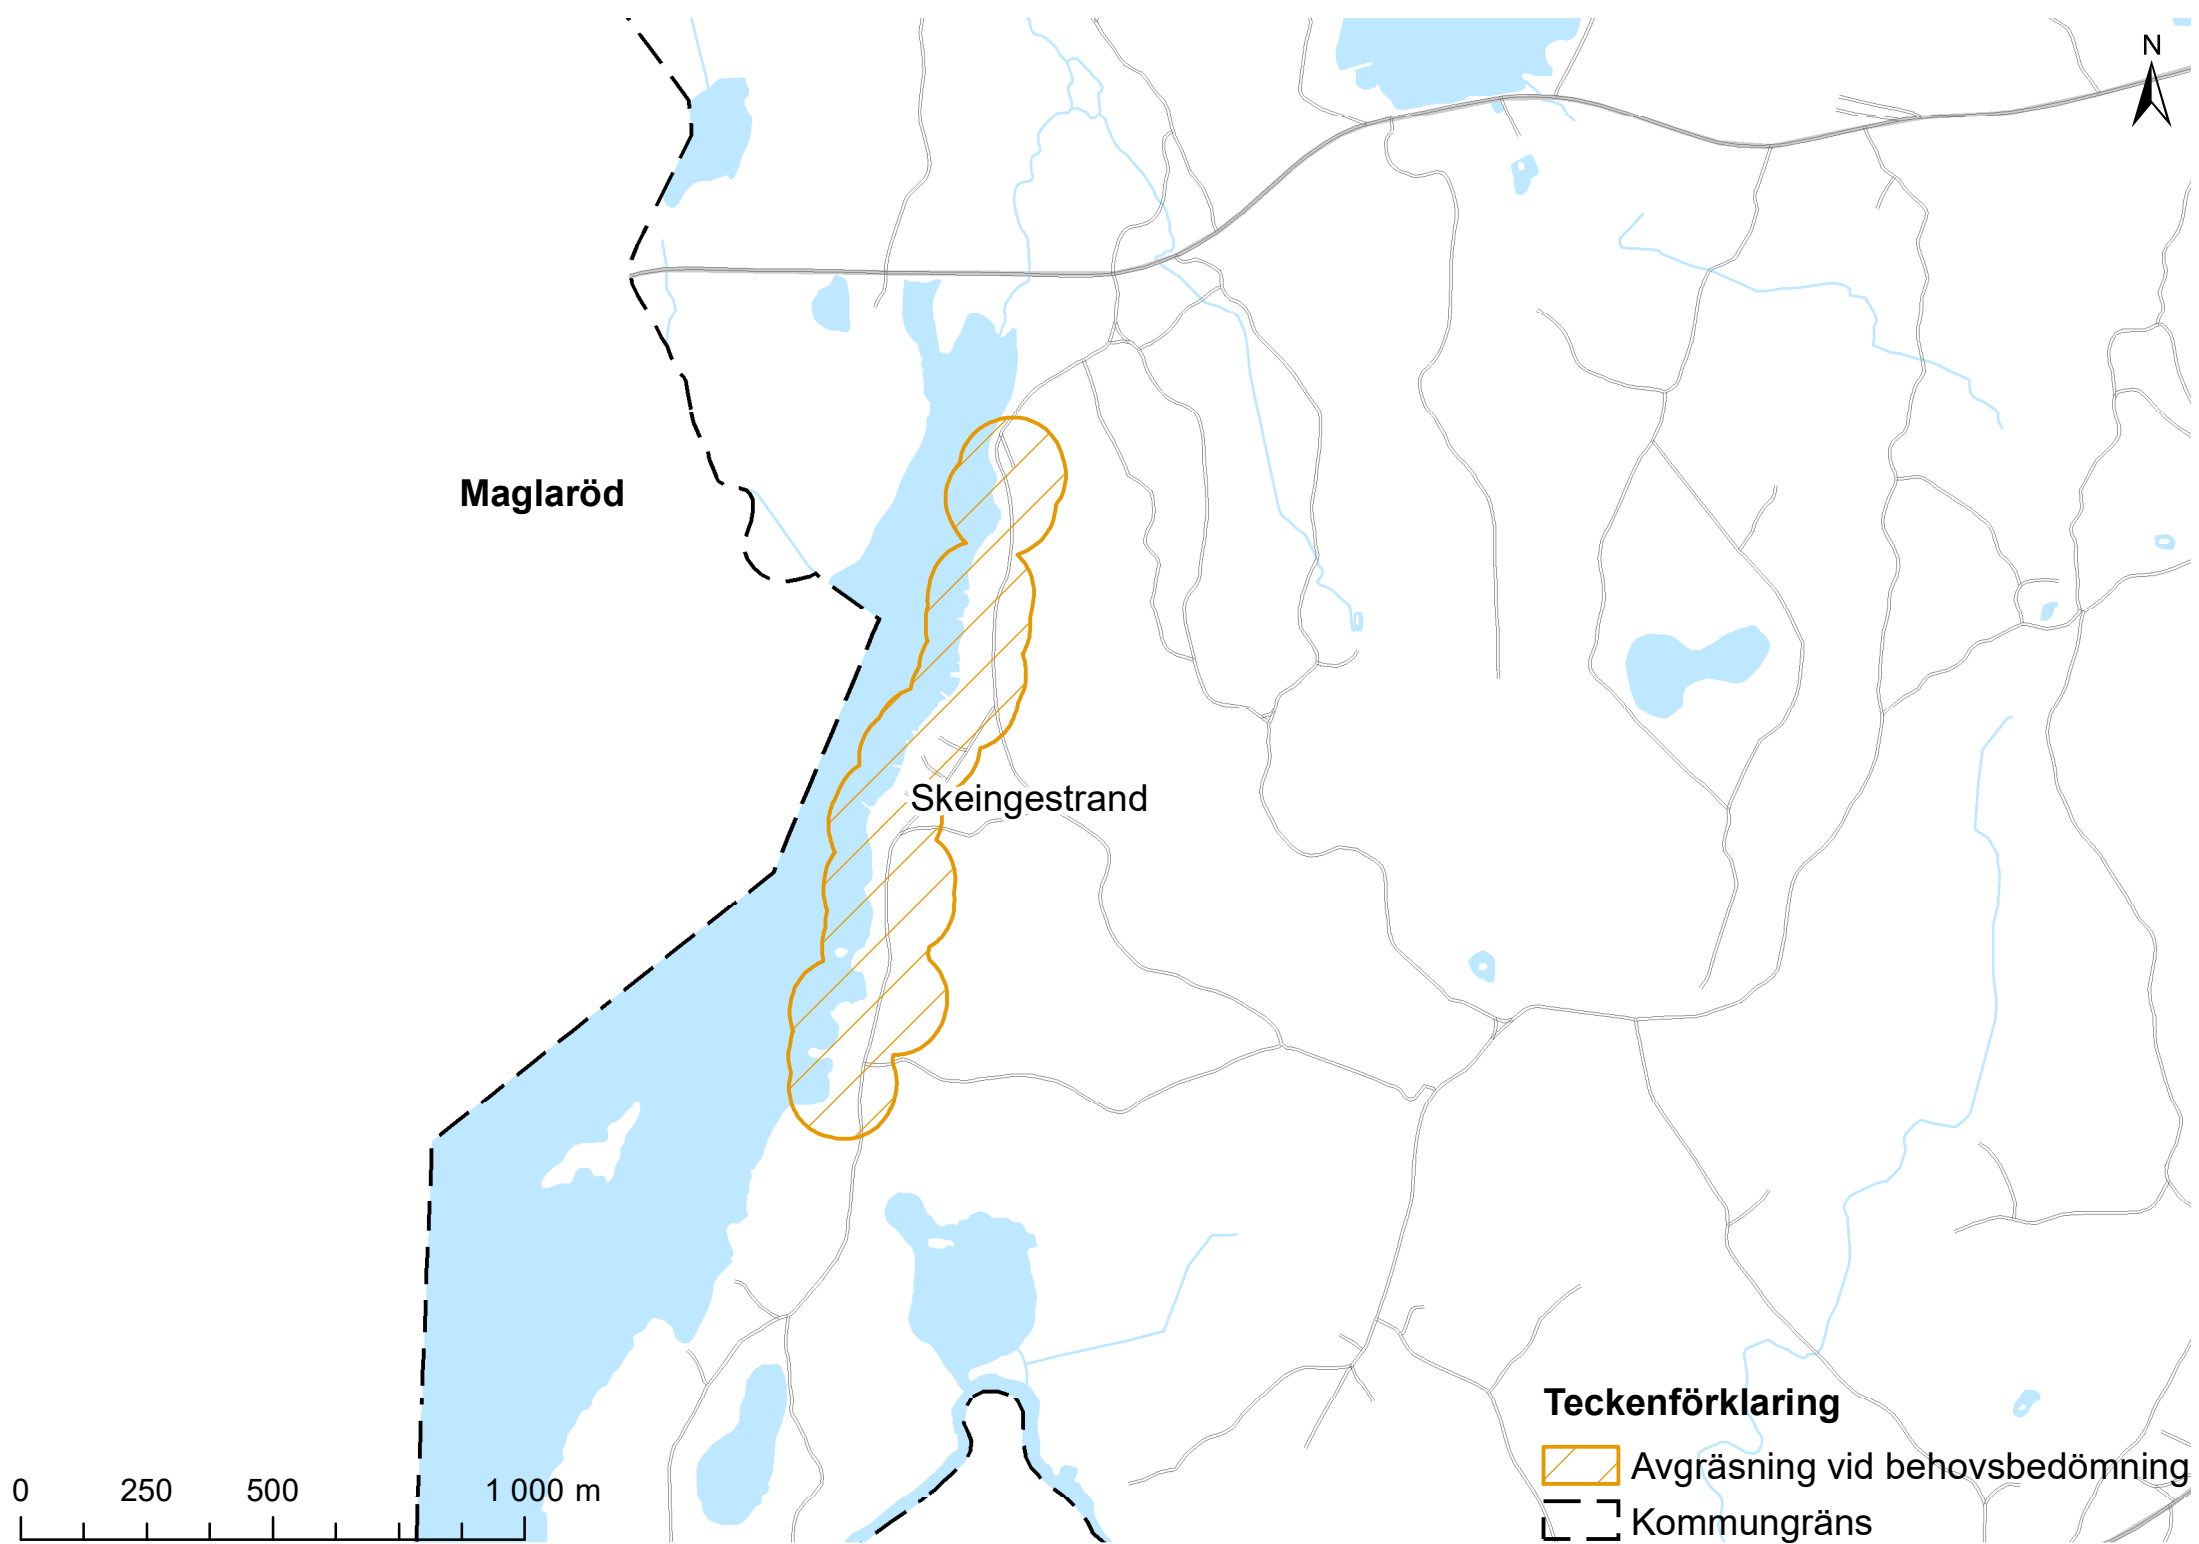 N
Maglaröd
Skeingestrand
Teckenförklaring
Avgräsning vid behovsbedömning
Kommungräns
0 250 500 1 000 m